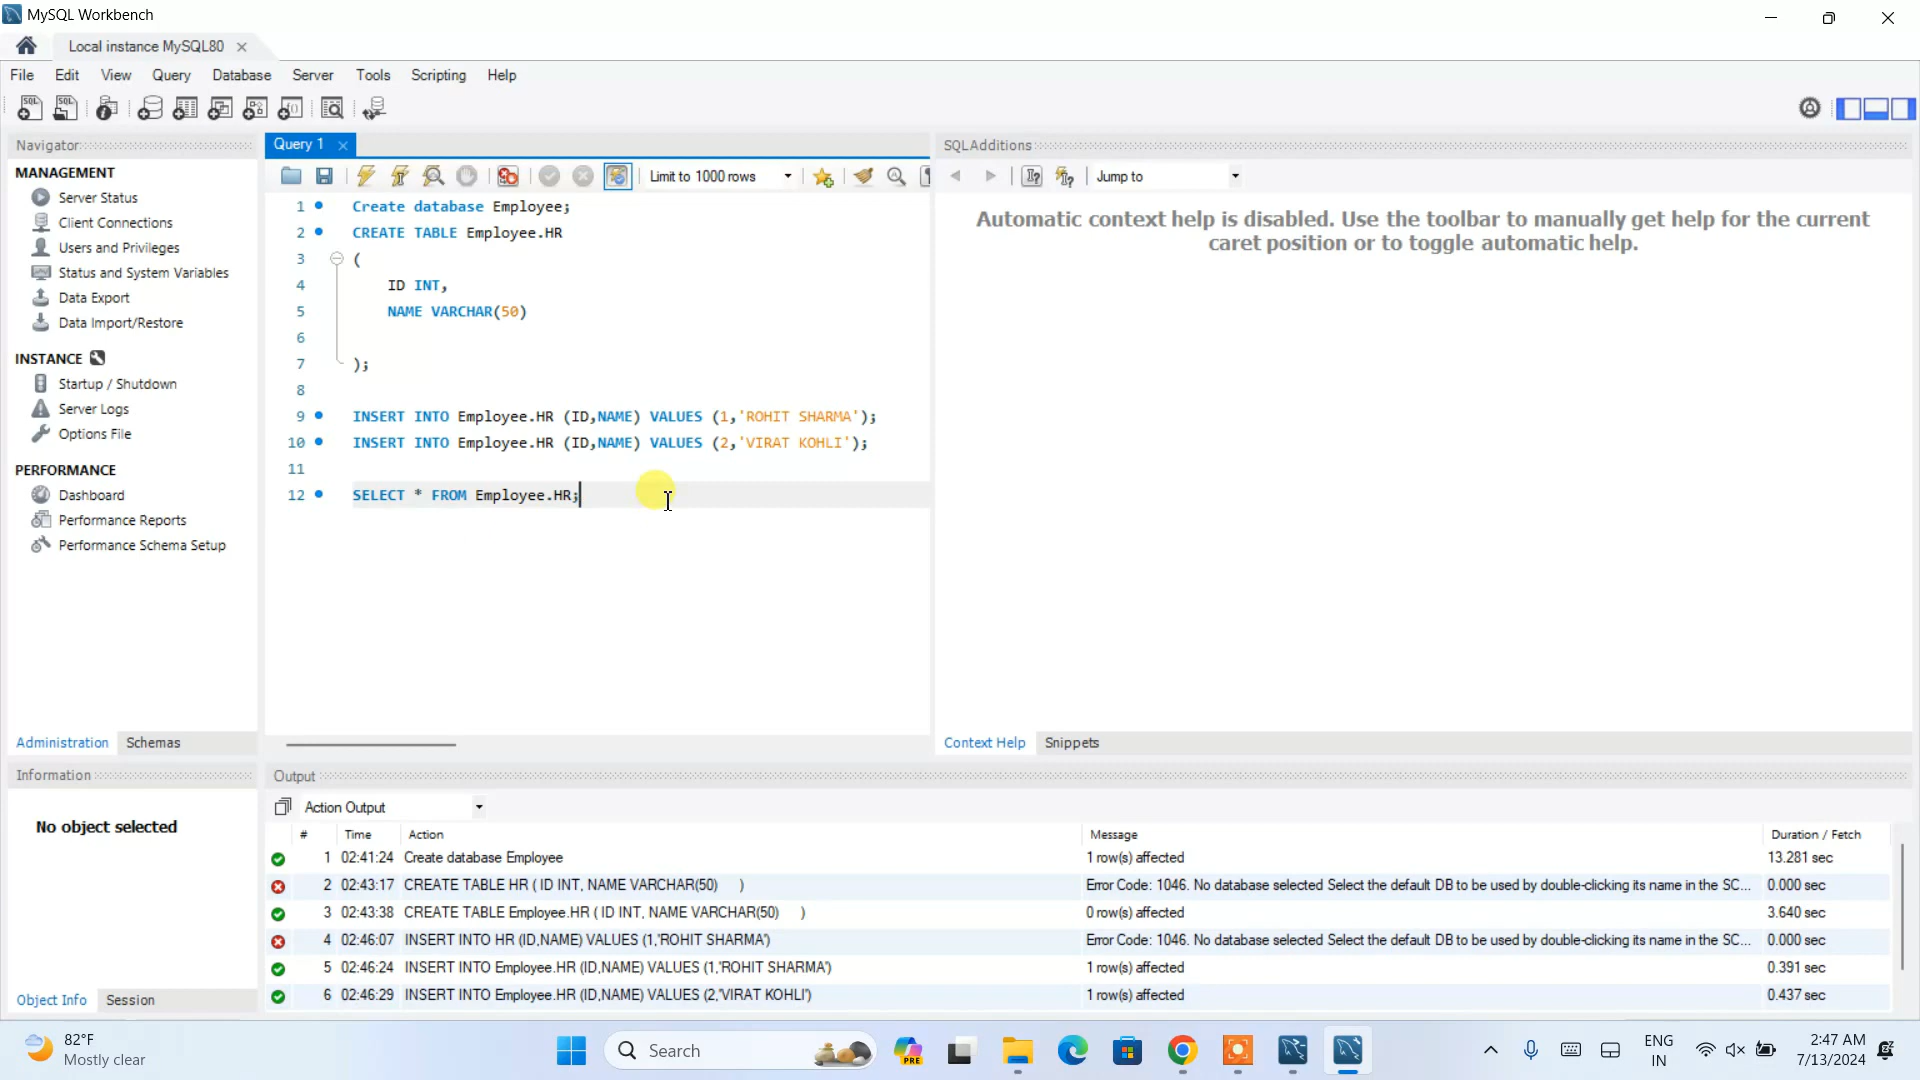 MySQL Workbench
Local instance MySQL80
File Edit View Query Database Server Tools Scripting Help
Navigator
MANAGEMENT
Server Status
Client Connections
Users and Privileges
Status and System Variables
Data Export
Data Import/Restore
INSTANCE
Startup / Shutdown
Server Logs
Options File
PERFORMANCE
Dashboard
Performance Reports
Performance Schema Setup
Administration Schemas
Information
No object selected
Object Info Session
Query 1
Limit to 1000 rows
1 Create database Employee;
2 CREATE TABLE Employee.HR
3 (
4 ID INT,
5 NAME VARCHAR(50)
6
7 );
8
9 INSERT INTO Employee.HR (ID,NAME) VALUES (1,'ROHIT SHARMA');
10 INSERT INTO Employee.HR (ID,NAME) VALUES (2,'VIRAT KOHLI');
11
12 SELECT * FROM Employee.HR;
SQLAdditions
Jump to
Automatic context help is disabled. Use the toolbar to manually get help for the current
caret position or to toggle automatic help.
Context Help Snippets
Output
Action Output
# Time Action Message Duration / Fetch
1 02:41:24 Create database Employee 1 row(s) affected 13.281 sec
2 02:43:17 CREATE TABLE HR ( ID INT, NAME VARCHAR(50) ) Error Code: 1046. No database selected Select the default DB to be used by double-clicking its name in the SC... 0.000 sec
3 02:43:38 CREATE TABLE Employee.HR ( ID INT, NAME VARCHAR(50) ) 0 row(s) affected 3.640 sec
4 02:46:07 INSERT INTO HR (ID,NAME) VALUES (1,'ROHIT SHARMA') Error Code: 1046. No database selected Select the default DB to be used by double-clicking its name in the SC... 0.000 sec
5 02:46:24 INSERT INTO Employee.HR (ID,NAME) VALUES (1,'ROHIT SHARMA') 1 row(s) affected 0.391 sec
6 02:46:29 INSERT INTO Employee.HR (ID,NAME) VALUES (2,'VIRAT KOHLI') 1 row(s) affected 0.437 sec
82°F
Mostly clear
Search
PRE
ENG
IN
2:47 AM
7/13/2024